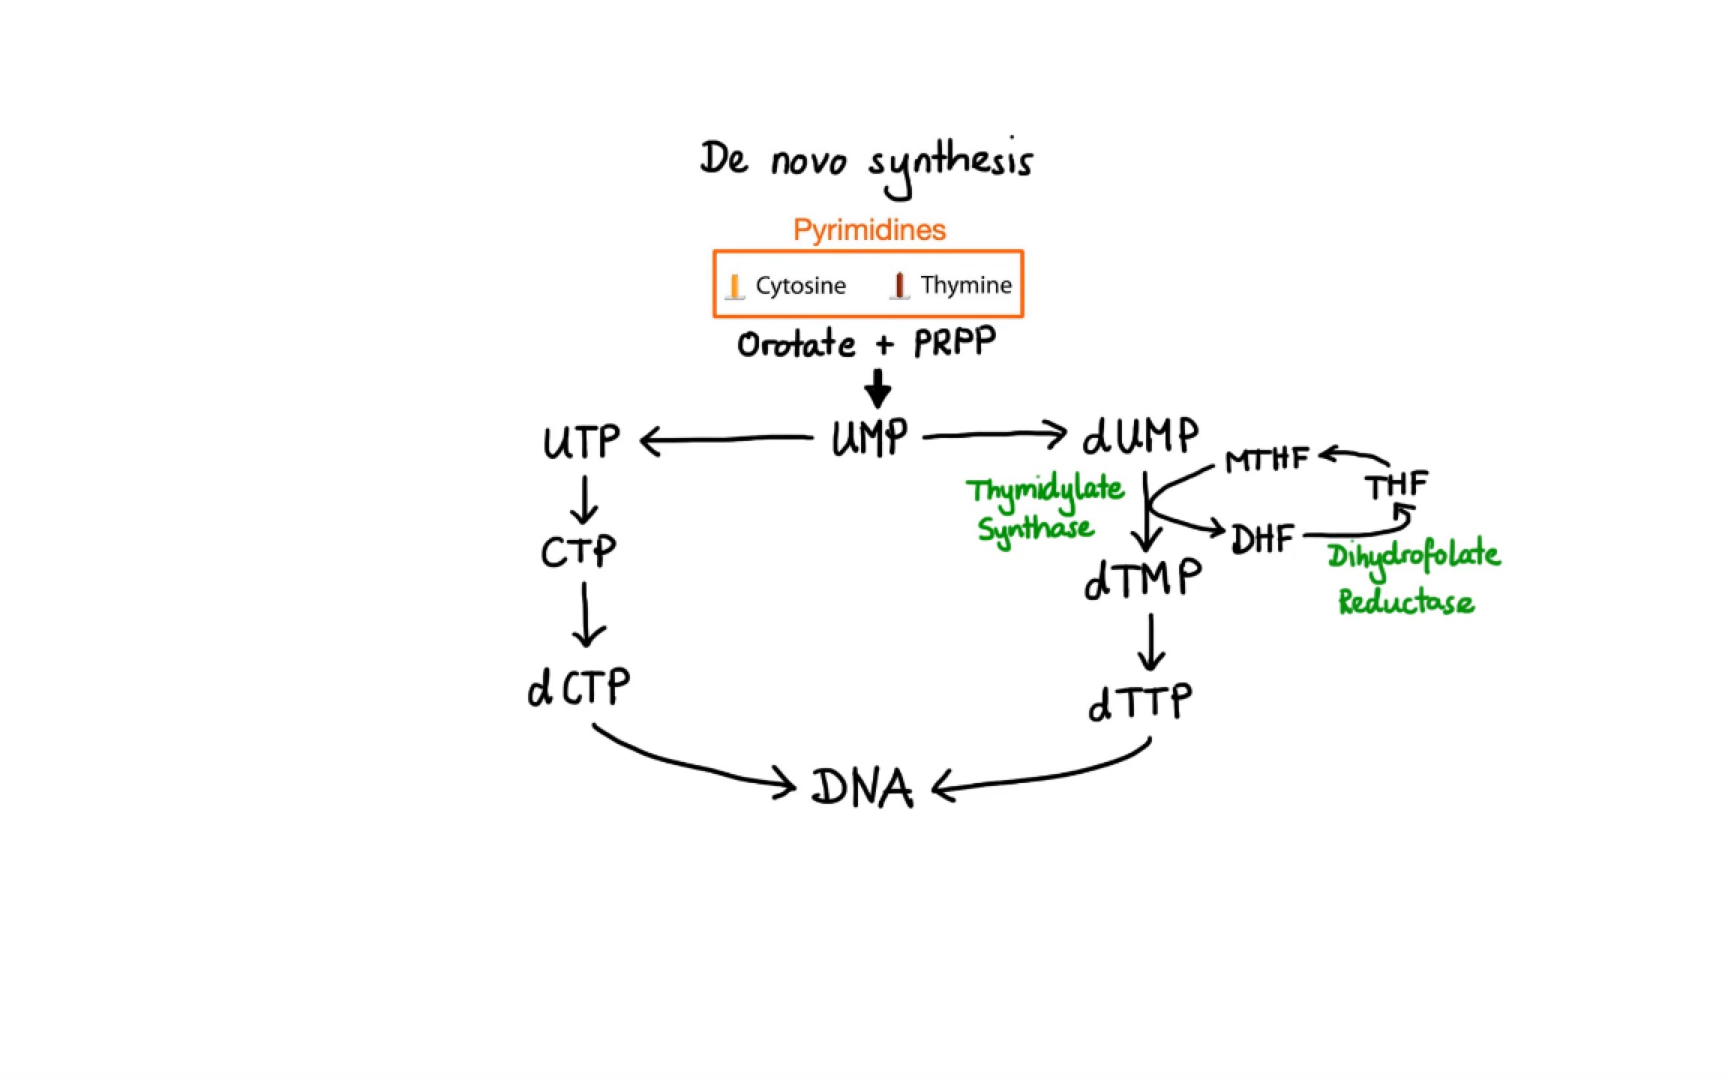 De novo synthesis
Pyrimidines
Cytosine Thymine
Orotate + PRPP
UTP UMP dUMP
MTHF
THF
Thymidylate
Synthase
DHF
Dihydrofolate
Reductase
CTP
dTMP
dCTP
dTTP
DNA